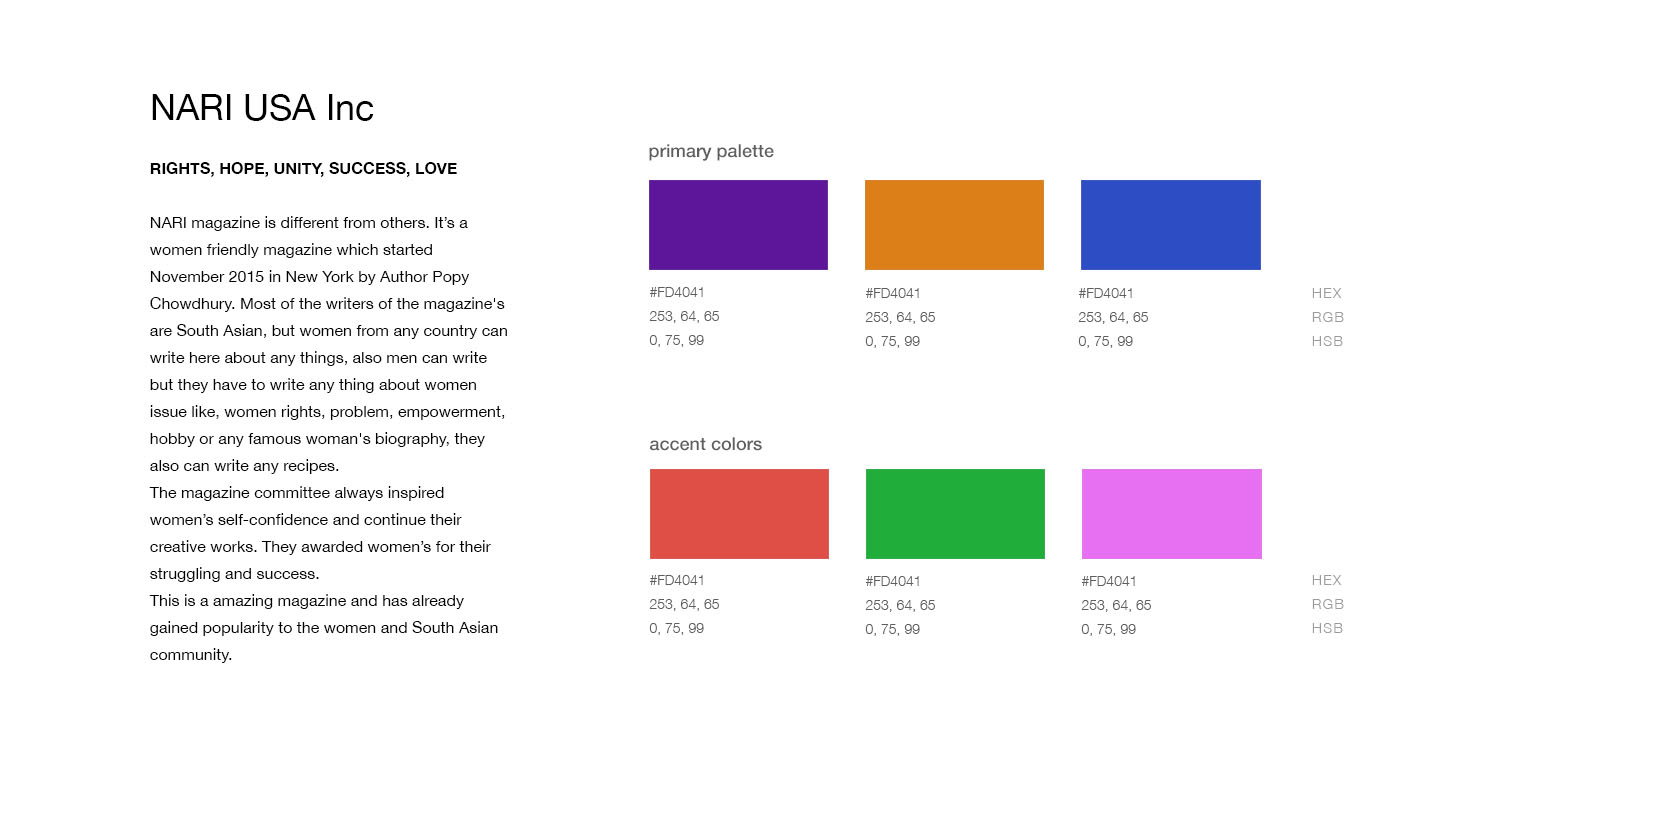 NARI USA Inc
RIGHTS, HOPE, UNITY, SUCCESS, LOVE
NARI magazine is different from others. It’s a
women friendly magazine which started
November 2015 in New York by Author Popy
Chowdhury. Most of the writers of the magazine's
are South Asian, but women from any country can
write here about any things, also men can write
but they have to write any thing about women
issue like, women rights, problem, empowerment,
hobby or any famous woman's biography, they
also can write any recipes.
The magazine committee always inspired
women’s self-confidence and continue their
creative works. They awarded women’s for their
struggling and success.
This is a amazing magazine and has already
gained popularity to the women and South Asian
community.
primary palette
#FD4041 #FD4041 #FD4041 HEX
253, 64, 65 253, 64, 65 253, 64, 65 RGB
0, 75, 99 0, 75, 99 0, 75, 99 HSB
accent colors
#FD4041 #FD4041 #FD4041 HEX
253, 64, 65 253, 64, 65 253, 64, 65 RGB
0, 75, 99 0, 75, 99 0, 75, 99 HSB